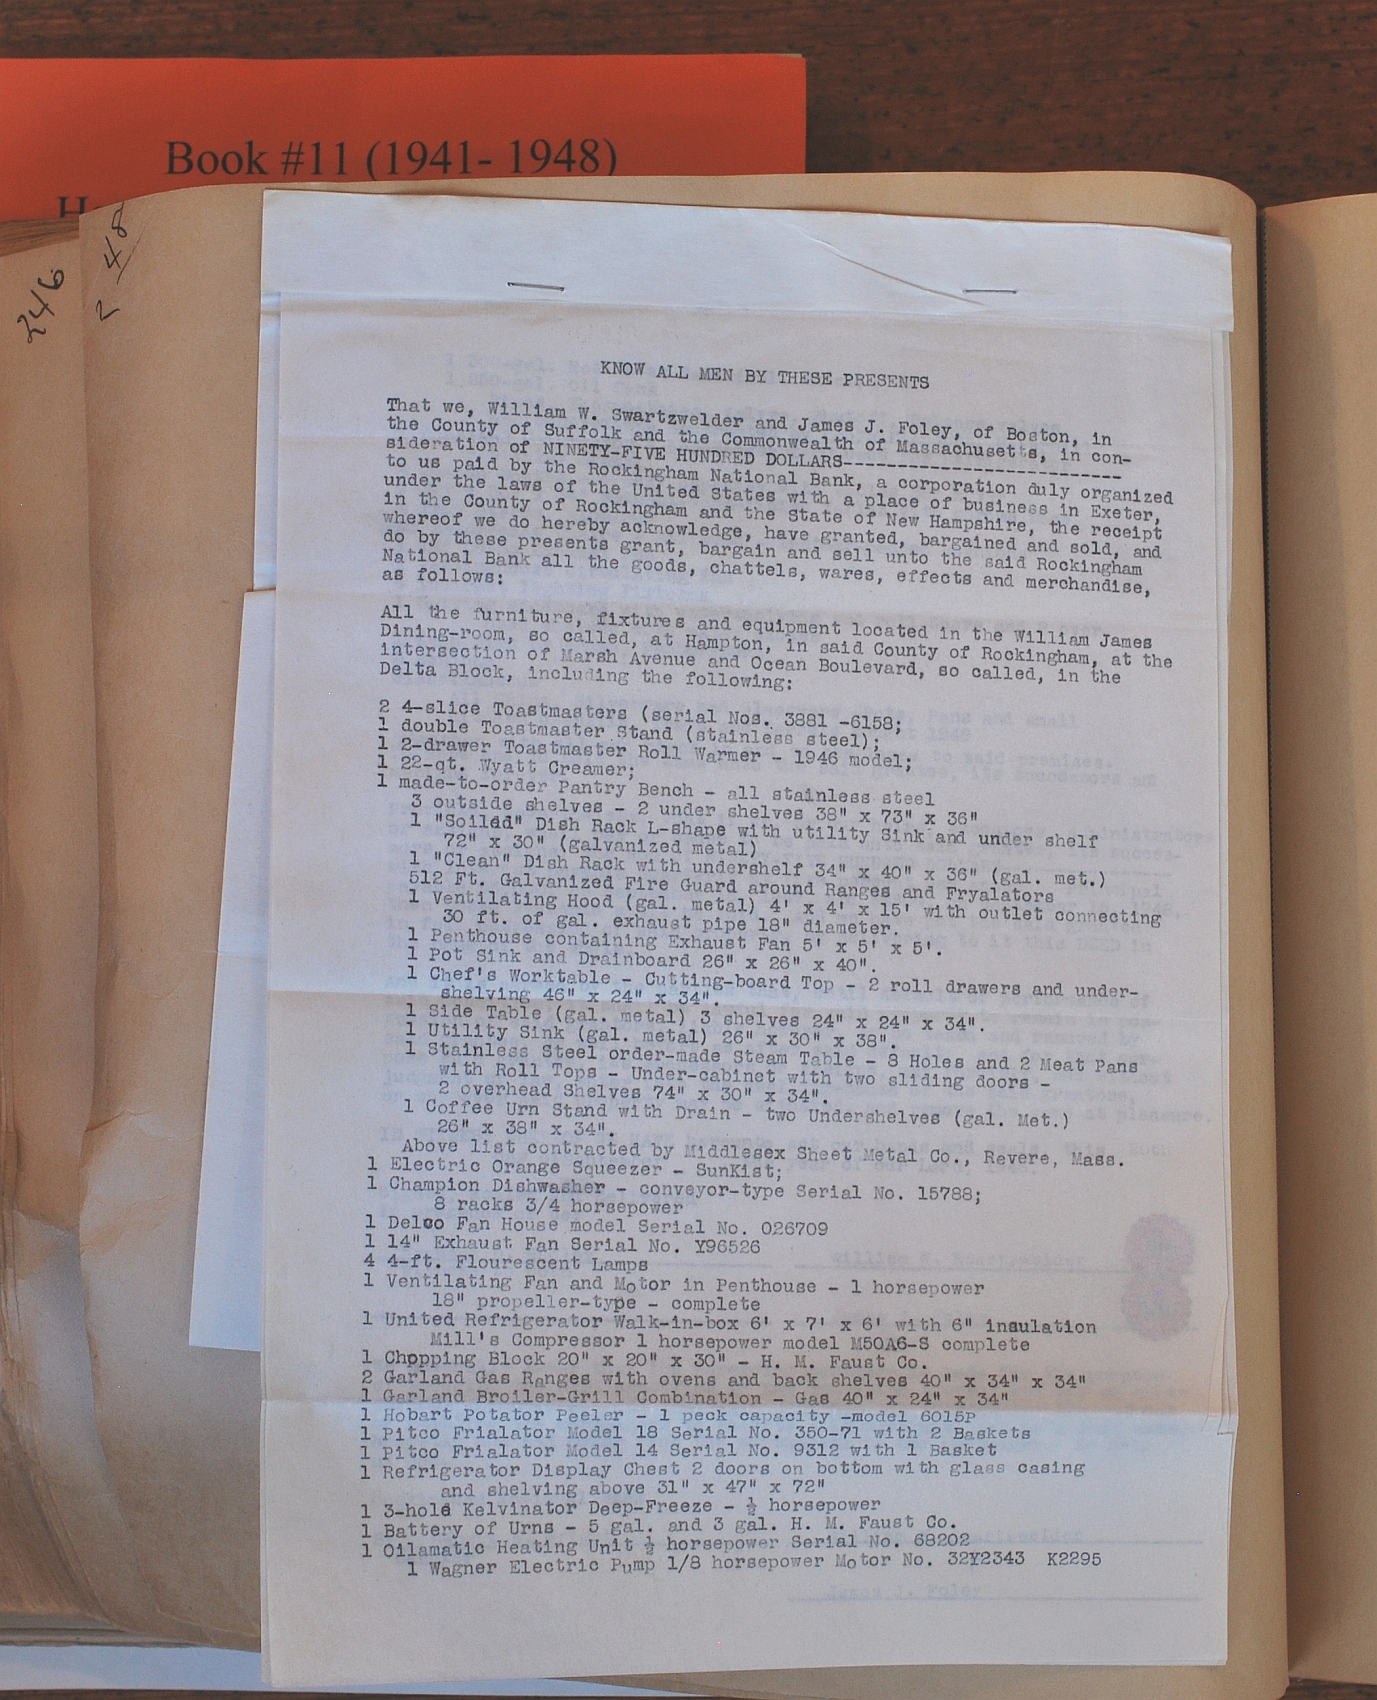 Book #11 (1941- 1948)
246
2 48
KNOW ALL MEN BY THESE PRESENTS
That we, William W. Swartzwelder and James J. Foley, of Boston, in
the County of Suffolk and the Commonwealth of Massachusetts, in con-
sideration of NINETY-FIVE HUNDRED DOLLARS--------------------------
to us paid by the Rockingham National Bank, a corporation duly organized
under the laws of the United States with a place of business in Exeter,
in the County of Rockingham and the State of New Hampshire, the receipt
whereof we do hereby acknowledge, have granted, bargained and sold, and
do by these presents grant, bargain and sell unto the said Rockingham
National Bank all the goods, chattels, wares, effects and merchandise,
as follows:
All the furniture, fixtures and equipment located in the William James
Dining-room, so called, at Hampton, in said County of Rockingham, at the
intersection of Marsh Avenue and Ocean Boulevard, so called, in the
Delta Block, including the following:
2 4-slice Toastmasters (serial Nos. 3881 -6158;
1 double Toastmaster Stand (stainless steel);
1 2-drawer Toastmaster Roll Warmer - 1946 model;
1 22-qt. Wyatt Creamer;
1 made-to-order Pantry Bench - all stainless steel
3 outside shelves - 2 under shelves 38" x 73" x 36"
1 "Soiled" Dish Rack L-shape with utility Sink and under shelf
72" x 30" (galvanized metal)
1 "Clean" Dish Rack with undershelf 34" x 40" x 36" (gal. met.)
512 Ft. Galvanized Fire Guard around Ranges and Fryalators
1 Ventilating Hood (gal. metal) 4' x 4' x 15' with outlet connecting
30 ft. of gal. exhaust pipe 18" diameter.
1 Penthouse containing Exhaust Fan 5' x 5' x 5'.
1 Pot Sink and Drainboard 26" x 26" x 40".
1 Chef's Worktable - Cutting-board Top - 2 roll drawers and under-
shelving 46" x 24" x 34".
1 Side Table (gal. metal) 3 shelves 24" x 24" x 34".
1 Utility Sink (gal. metal) 26" x 30" x 38".
1 Stainless Steel order-made Steam Table - 8 Holes and 2 Meat Pans
with Roll Tops - Under-cabinet with two sliding doors -
2 overhead Shelves 74" x 30" x 34".
1 Coffee Urn Stand with Drain - two Undershelves (gal. Met.)
26" x 38" x 34".
Above list contracted by Middlesex Sheet Metal Co., Revere, Mass.
1 Electric Orange Squeezer - SunKist;
1 Champion Dishwasher - conveyor-type Serial No. 15788;
8 racks 3/4 horsepower
1 Delco Fan House model Serial No. 026709
1 14" Exhaust Fan Serial No. Y96526
4 4-ft. Flourescent Lamps
1 Ventilating Fan and Motor in Penthouse - 1 horsepower
18" propeller-type - complete
1 United Refrigerator Walk-in-box 6' x 7' x 6' with 6" insulation
Mill's Compressor 1 horsepower model M50A6-S complete
1 Chopping Block 20" x 20" x 30" - H. M. Faust Co.
2 Garland Gas Ranges with ovens and back shelves 40" x 34" x 34"
1 Garland Broiler-Grill Combination - Gas 40" x 24" x 34"
1 Hobart Potator Peeler - 1 peck capacity -model 6015P
1 Pitco Frialator Model 18 Serial No. 350-71 with 2 Baskets
1 Pitco Frialator Model 14 Serial No. 9312 with 1 Basket
1 Refrigerator Display Chest 2 doors on bottom with glass casing
and shelving above 31" x 47" x 72"
1 3-hole Kelvinator Deep-Freeze - ½ horsepower
1 Battery of Urns - 5 gal. and 3 gal. H. M. Faust Co.
1 Oilamatic Heating Unit ½ horsepower Serial No. 68202
1 Wagner Electric Pump 1/8 horsepower Motor No. 32Y2343 K2295
James J. Foley